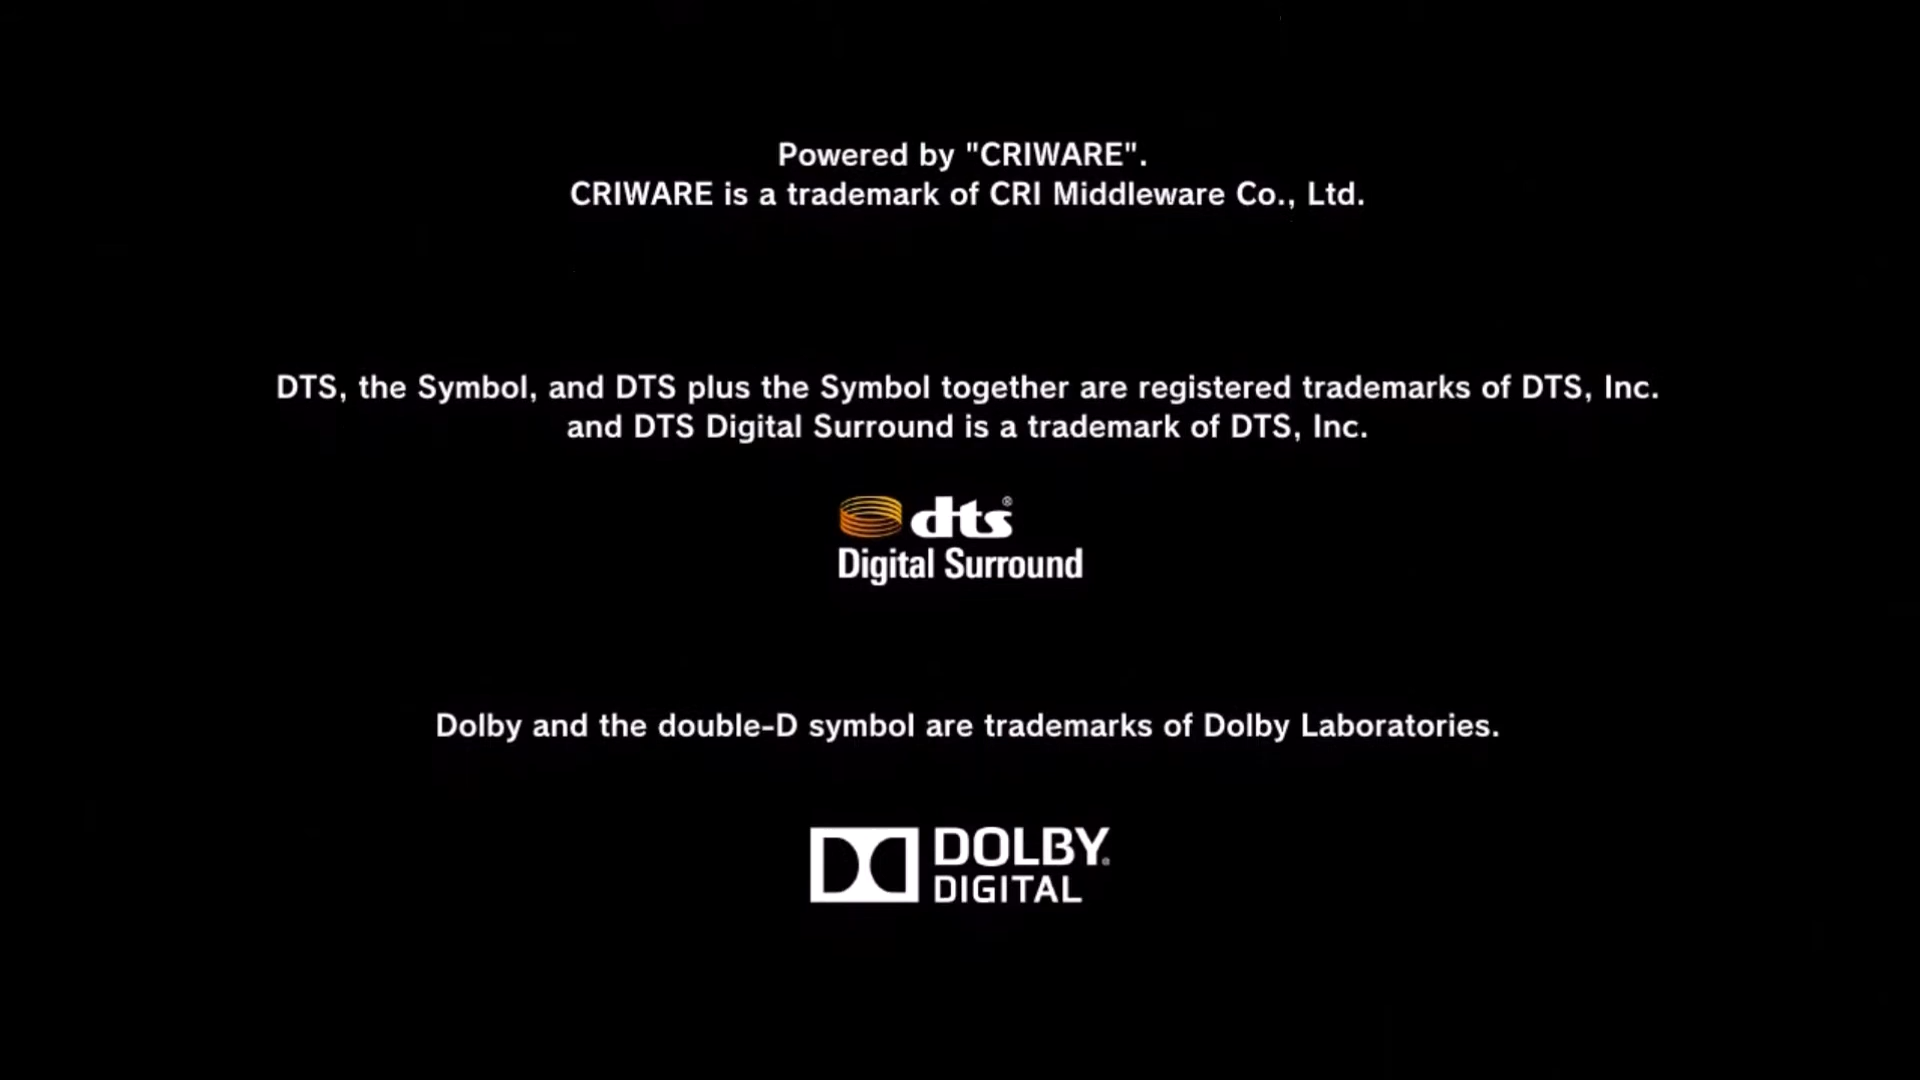 Powered by "CRIWARE".
CRIWARE is a trademark of CRI Middleware Co., Ltd.
DTS, the Symbol, and DTS plus the Symbol together are registered trademarks of DTS, Inc.
and DTS Digital Surround is a trademark of DTS, Inc.
dts®
Digital Surround
Dolby and the double-D symbol are trademarks of Dolby Laboratories.
DOLBY®
DIGITAL